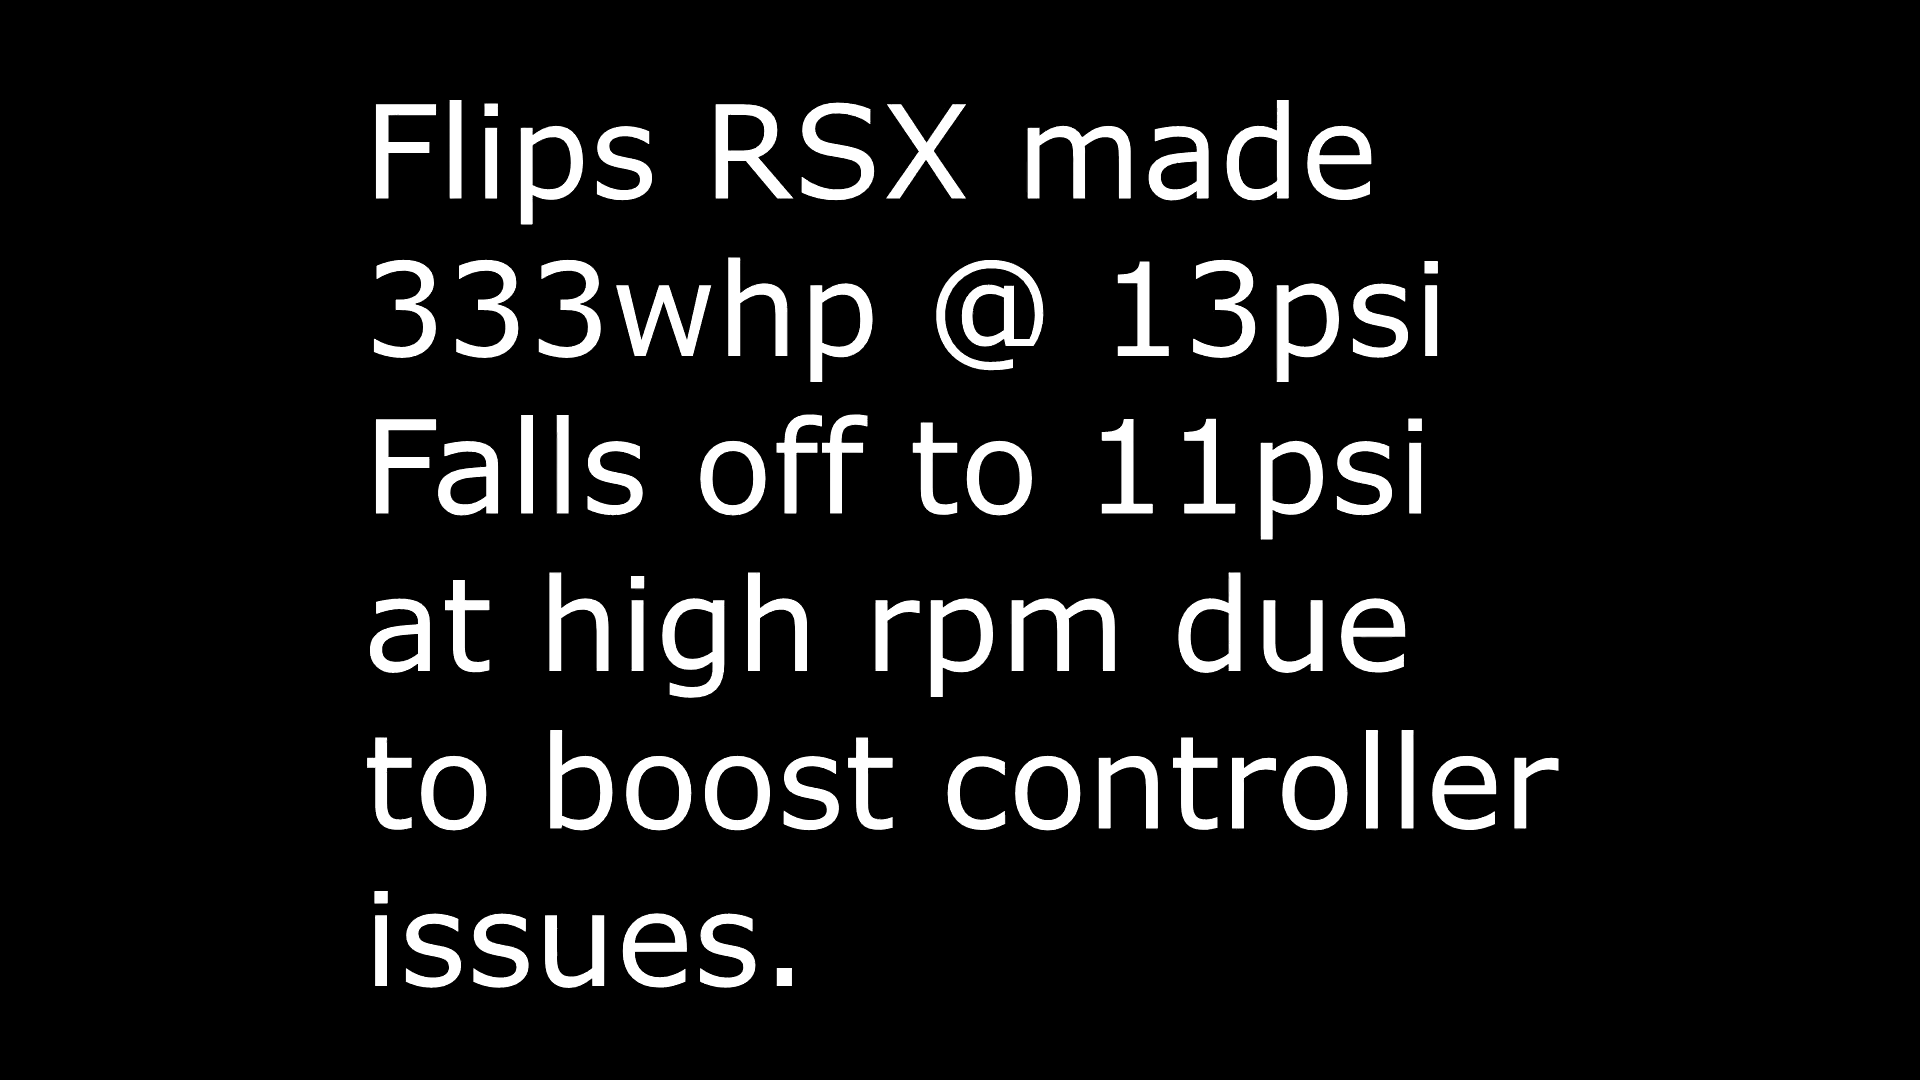 Flips RSX made
333whp @ 13psi
Falls off to 11psi
at high rpm due
to boost controller
issues.